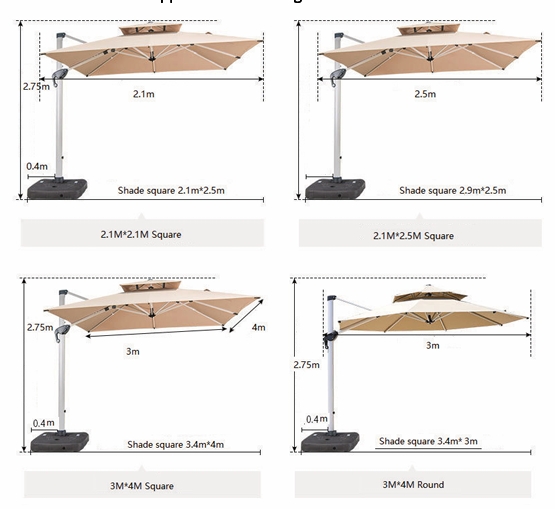 2.75m
2.1m
0.4m
Shade square 2.1m*2.5m
2.1M*2.1M Square
2.5m
0.4m
Shade square 2.9m*2.5m
2.1M*2.5M Square
2.75m
4m
3m
0.4m
Shade square 3.4m*4m
3M*4M Square
3m
2.75m
0.4m
Shade square 3.4m* 3m
3M*4M Round